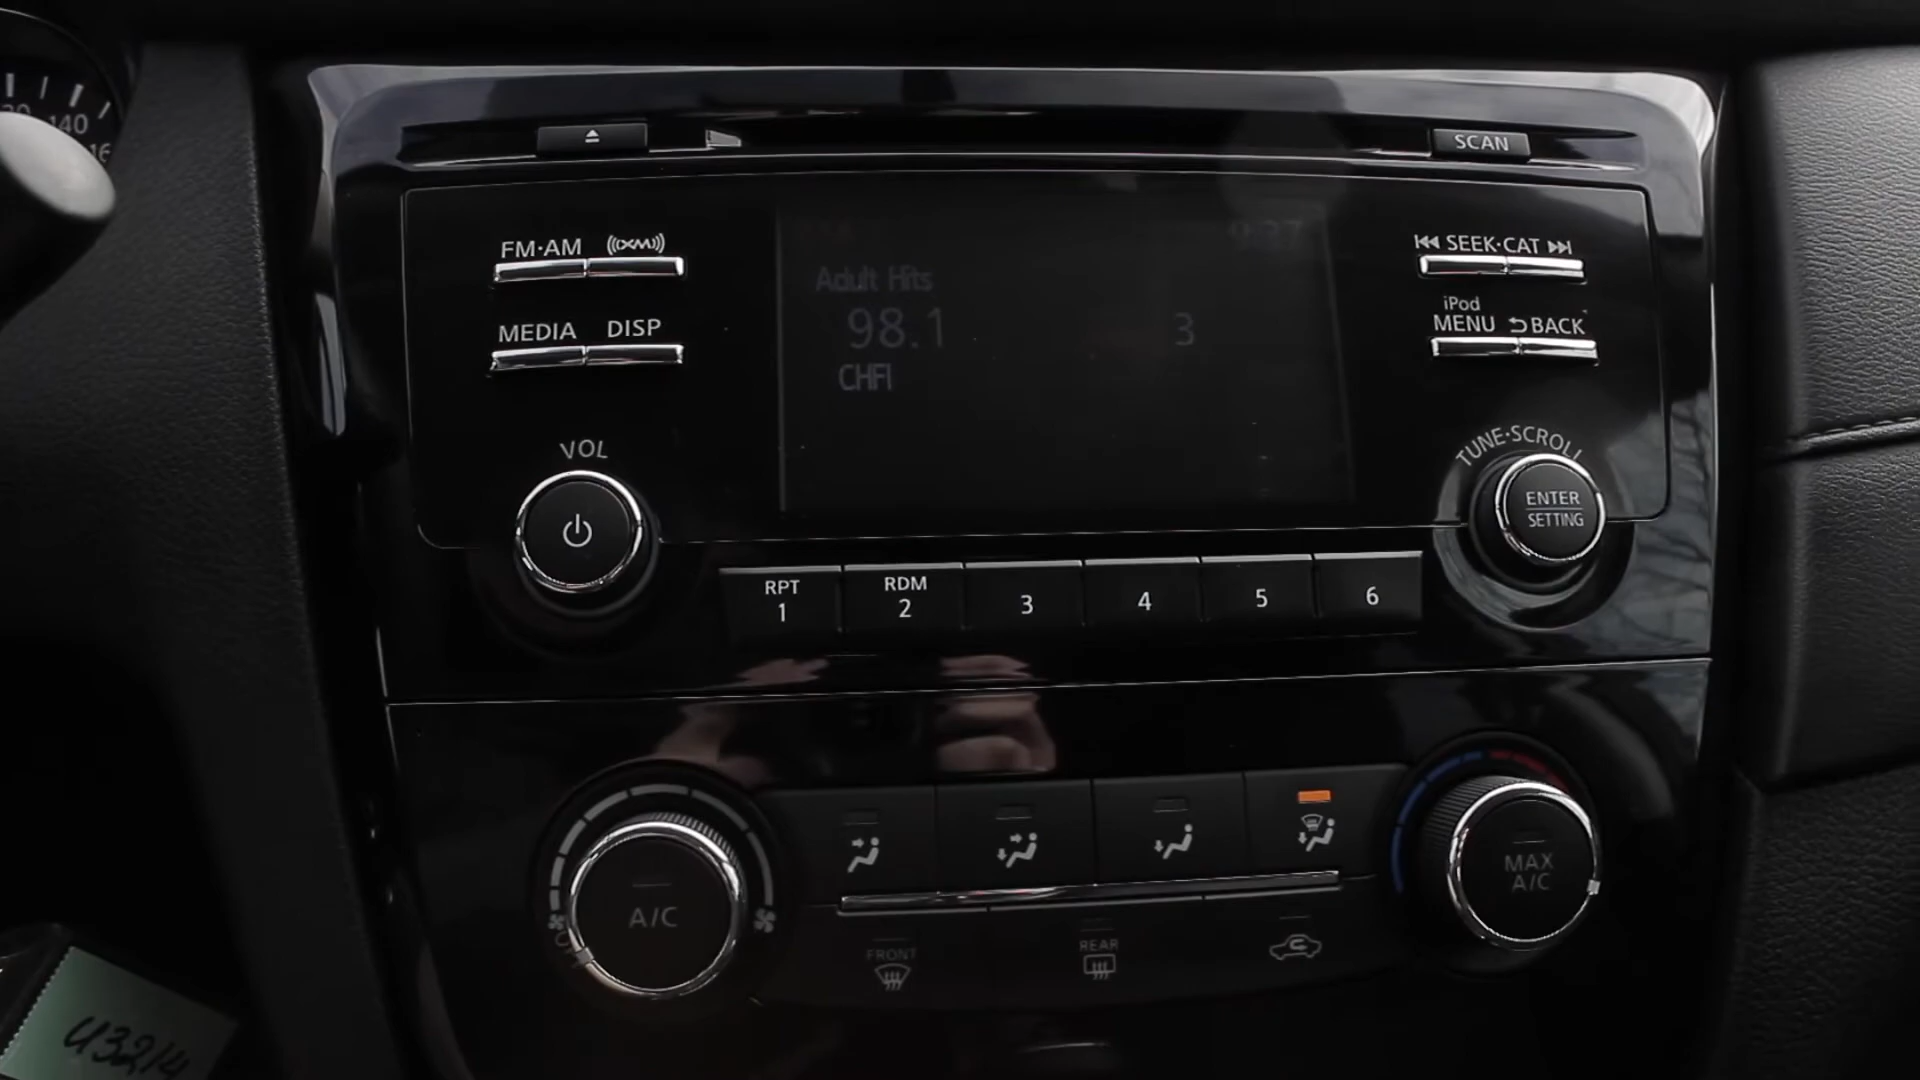 140
SCAN
FM·AM
((XM))
SEEK·CAT
MEDIA
DISP
iPod
MENU
BACK
Adult Hits
98.1
3
CHFI
VOL
TUNE·SCROLL
ENTER
SETTING
RPT
1
RDM
2
3
4
5
6
A/C
MAX
A/C
FRONT
REAR